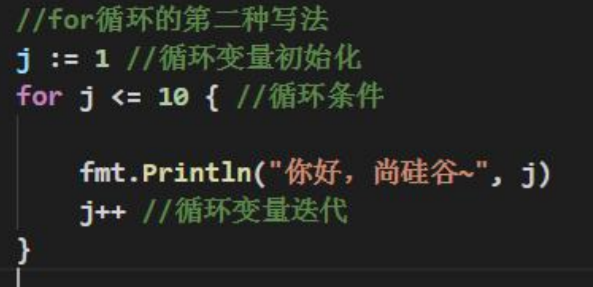 //for循环的第二种写法
j := 1 //循环变量初始化
for j <= 10 { //循环条件
fmt.Println("你好，尚硅谷~", j)
j++ //循环变量迭代
}